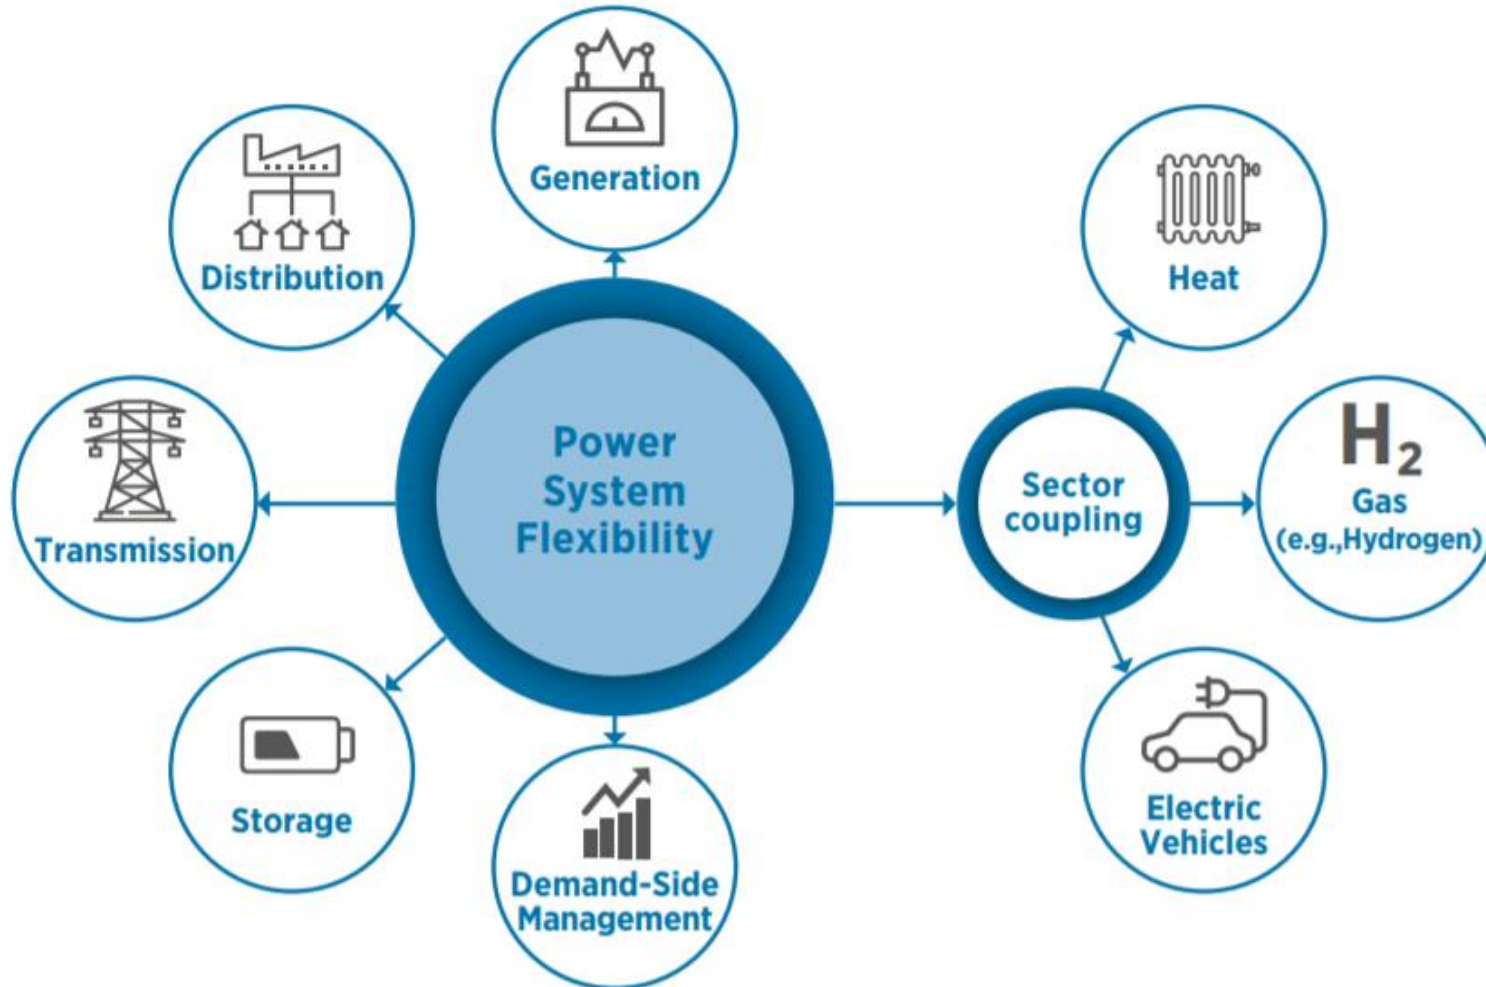 Generation
Distribution
Heat
Transmission
Power
System
Flexibility
Sector
coupling
H2
Gas
(e.g.,Hydrogen)
Storage
Electric
Vehicles
Demand-Side
Management